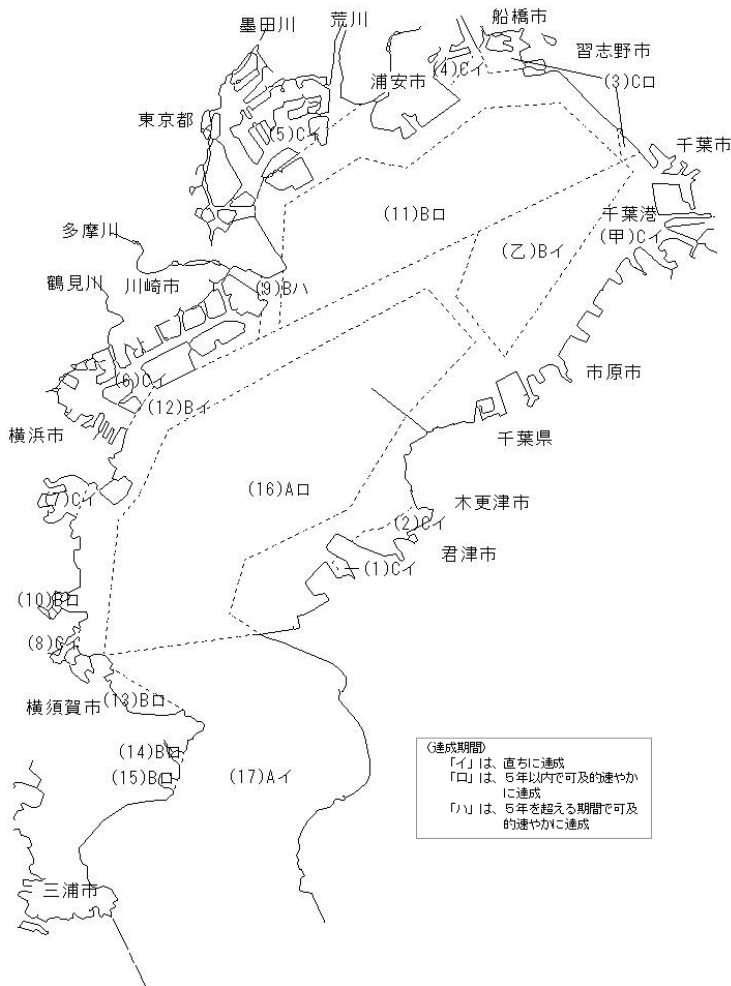 船橋市
荒川
墨田川
習志野市
(4)Cイ
浦安市
(3)Cロ
東京都
(5)Cイ
千葉市
(11)Bロ
千葉港
(甲)Cイ
多摩川
(乙)Bイ
鶴見川
川崎市
(9)Bハ
市原市
(6)Cイ
(12)Bイ
横浜市
千葉県
(16)Aロ
(7)Cイ
木更津市
(2)Cイ
君津市
(1)Cイ
(10)Bロ
(8)Cイ
横須賀市
(13)Bロ
(14)Bロ
(15)Bロ
(17)Aイ
(達成期間)
「イ」は、直ちに達成
「ロ」は、５年以内で可及的速やか
に達成
「ハ」は、５年を超える期間で可及
的速やかに達成
三浦市